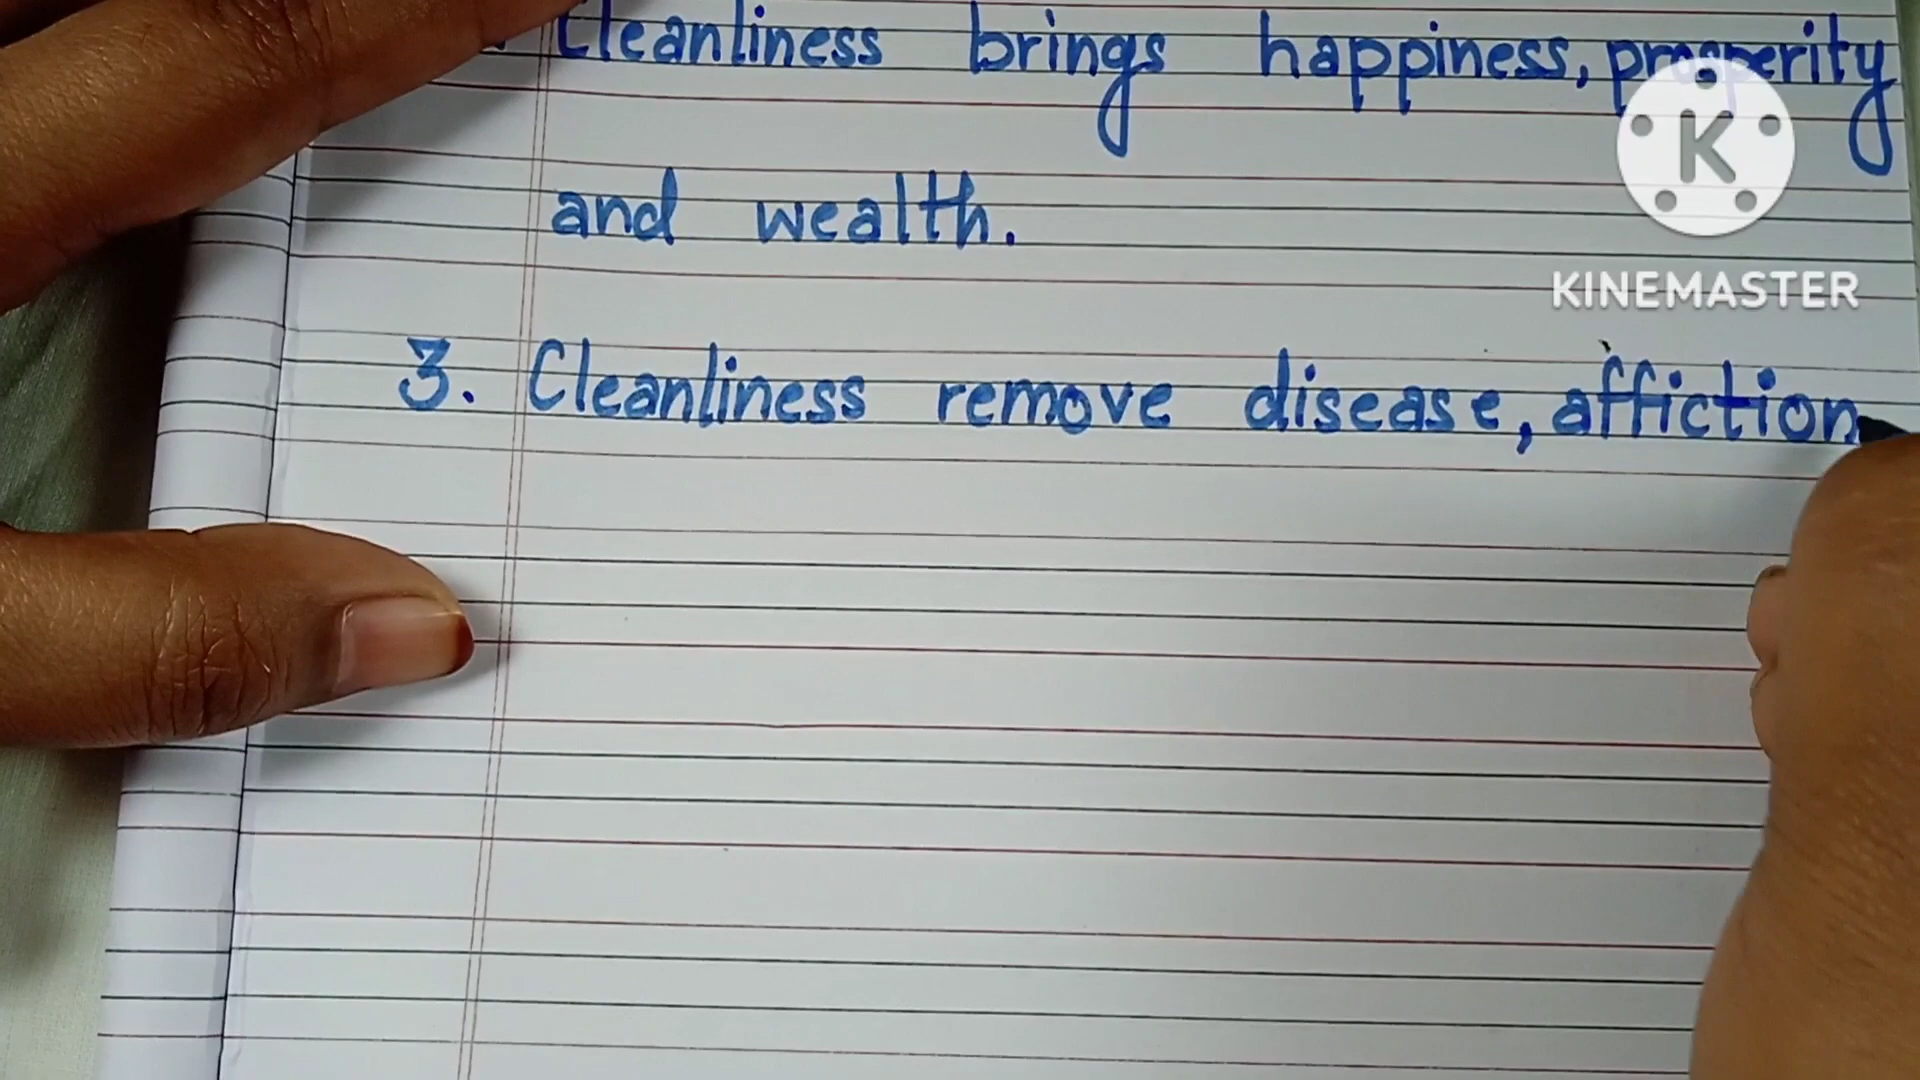 Cleanliness brings happiness, prosperity
and wealth.
KINEMASTER
3. Cleanliness remove disease, affiction